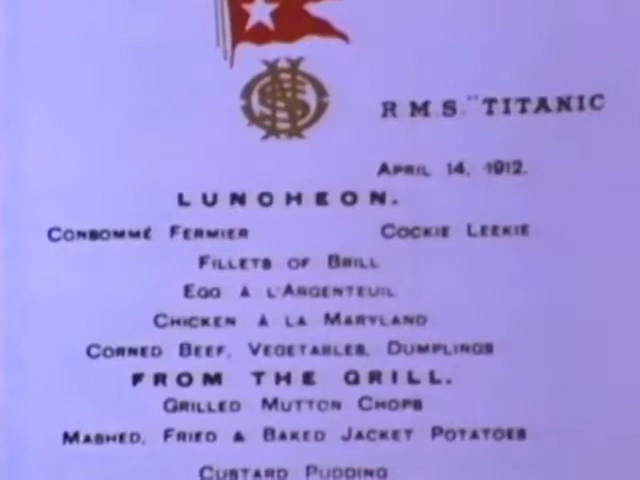 R.M.S. "TITANIC
APRIL 14, 1912.
LUNCHEON.
CONSOMMÉ FERMIER COCKIE LEEKIE
FILLETS OF BRILL
EGG À L'ARGENTEUIL
CHICKEN À LA MARYLAND
CORNED BEEF, VEGETABLES, DUMPLINGS
FROM THE GRILL.
GRILLED MUTTON CHOPS
MASHED, FRIED & BAKED JACKET POTATOES
CUSTARD PUDDING